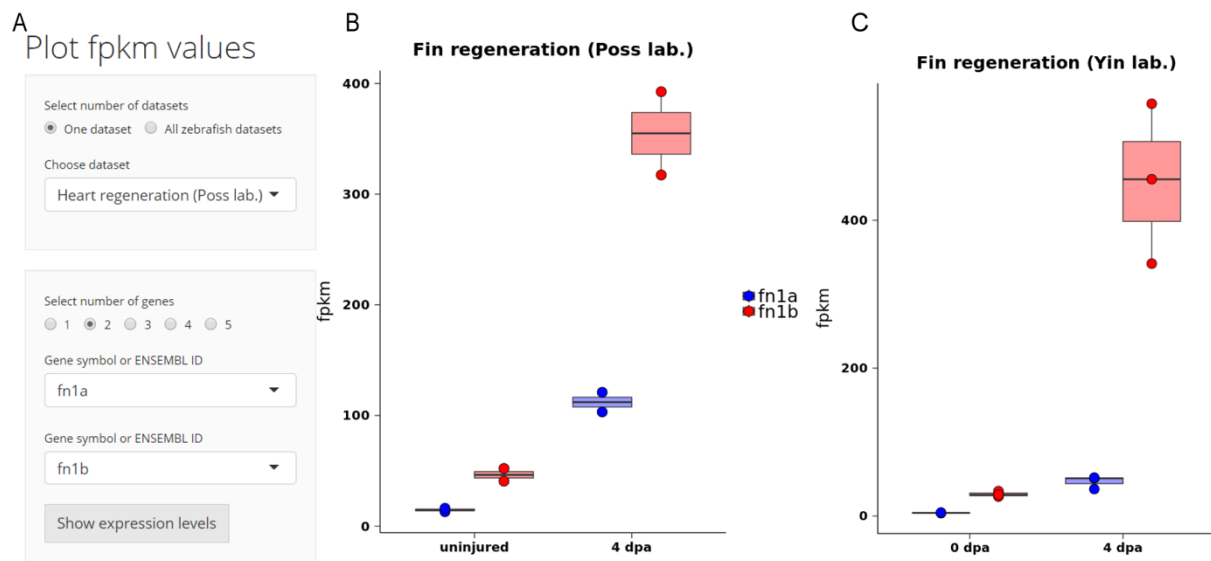 A
Plot fpkm values
Select number of datasets
One dataset All zebrafish datasets
Choose dataset
Heart regeneration (Poss lab.)
Select number of genes
1 2 3 4 5
Gene symbol or ENSEMBL ID
fn1a
Gene symbol or ENSEMBL ID
fn1b
Show expression levels
B
Fin regeneration (Poss lab.)
400
300
200
100
0
fpkm
uninjured 4 dpa
fn1a
fn1b
C
Fin regeneration (Yin lab.)
400
200
0
fpkm
0 dpa 4 dpa